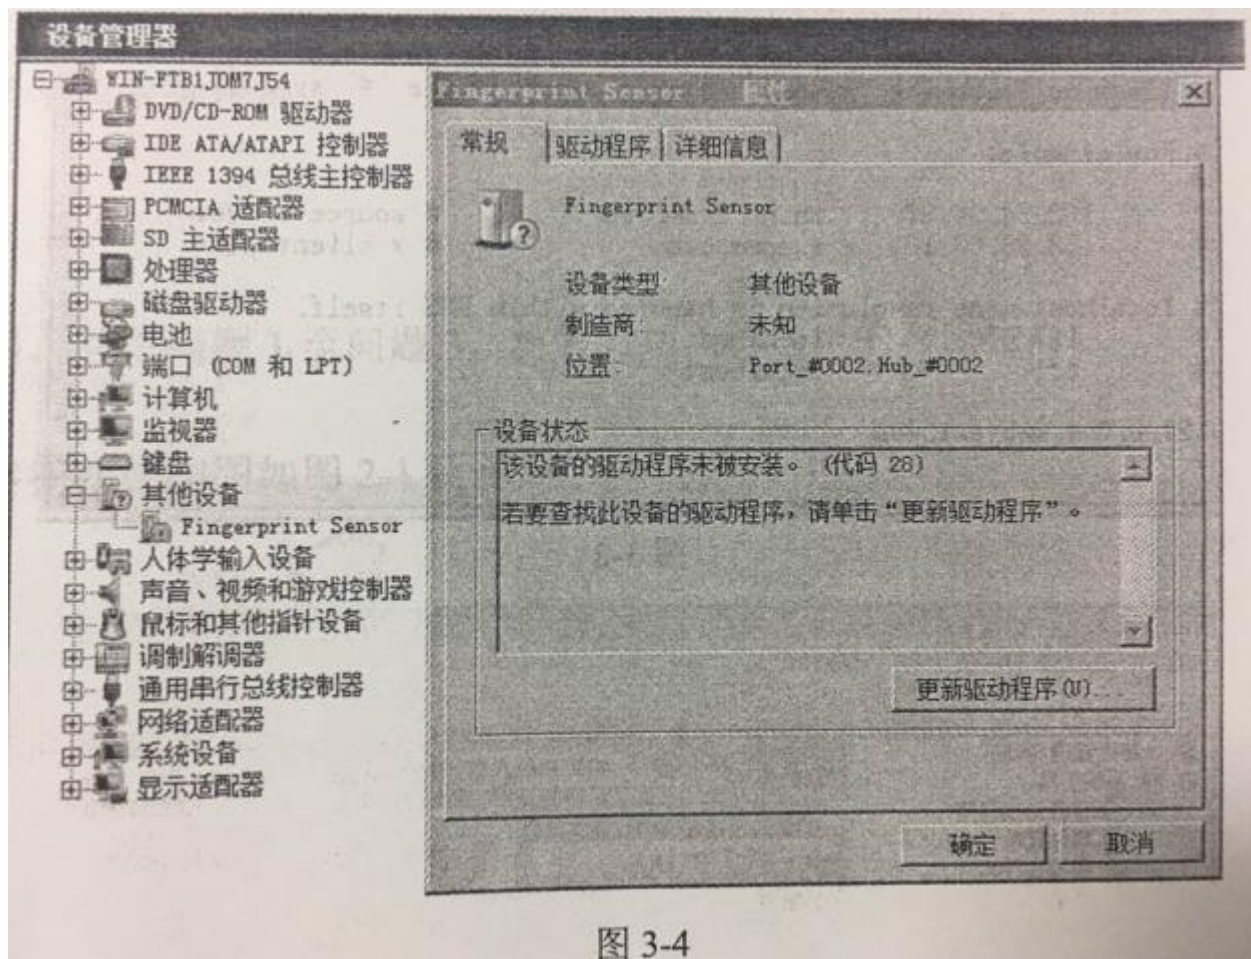 设备管理器
WIN-FTB1JOM7J54
DVD/CD-ROM 驱动器
IDE ATA/ATAPI 控制器
IEEE 1394 总线主控制器
PCMCIA 适配器
SD 主适配器
处理器
磁盘驱动器
电池
端口 (COM 和 LPT)
计算机
监视器
键盘
其他设备
Fingerprint Sensor
人体学输入设备
声音、视频和游戏控制器
鼠标和其他指针设备
调制解调器
通用串行总线控制器
网络适配器
系统设备
显示适配器
Fingerprint Sensor 属性
常规 驱动程序 详细信息
Fingerprint Sensor
设备类型 其他设备
制造商: 未知
位置: Port_#0002.Hub_#0002
设备状态
该设备的驱动程序未被安装。 (代码 28)
若要查找此设备的驱动程序，请单击“更新驱动程序”。
更新驱动程序(U)...
确定 取消
图 3-4